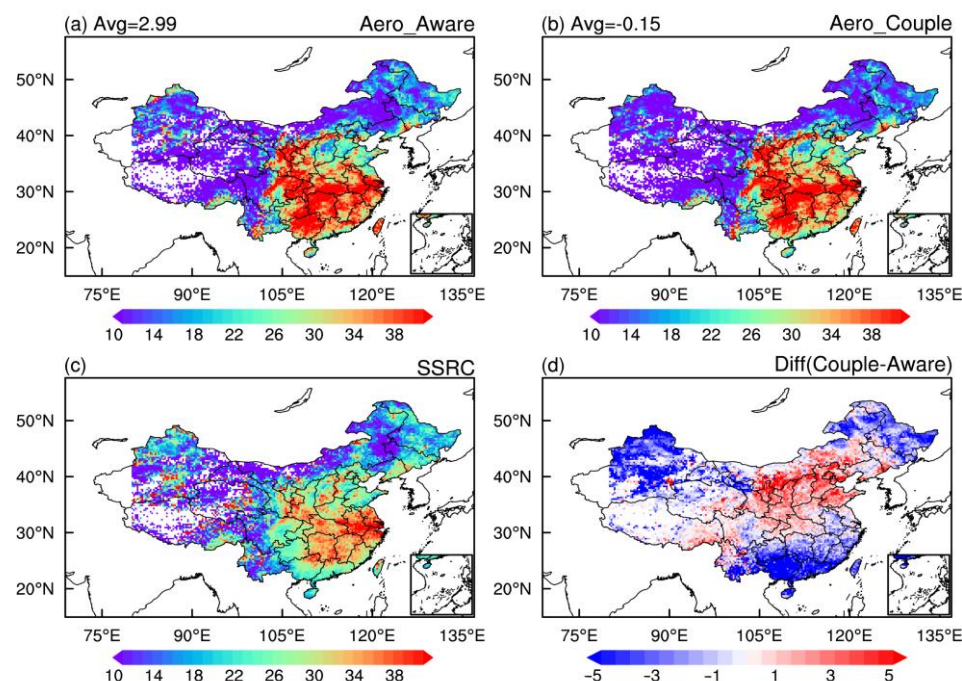 (a) Avg=2.99 Aero_Aware
50°N
40°N
30°N
20°N
75°E 90°E 105°E 120°E 135°E
10 14 18 22 26 30 34 38
(b) Avg=-0.15 Aero_Couple
50°N
40°N
30°N
20°N
75°E 90°E 105°E 120°E 135°E
10 14 18 22 26 30 34 38
(c) SSRC
50°N
40°N
30°N
20°N
75°E 90°E 105°E 120°E 135°E
10 14 18 22 26 30 34 38
(d) Diff(Couple-Aware)
50°N
40°N
30°N
20°N
75°E 90°E 105°E 120°E 135°E
-5 -3 -1 1 3 5